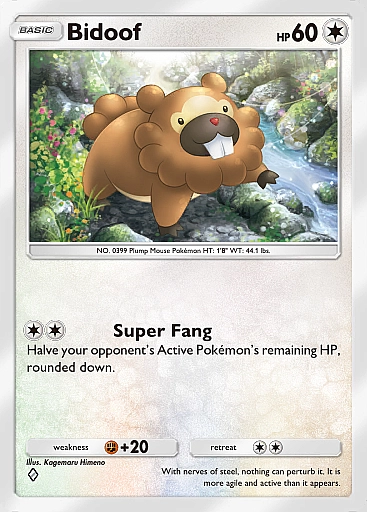 BASIC Bidoof HP 60
NO. 0399 Plump Mouse Pokémon HT: 1'8" WT: 44.1 lbs.
Super Fang
Halve your opponent's Active Pokémon's remaining HP,
rounded down.
weakness +20 retreat
Illus. Kagemaru Himeno
With nerves of steel, nothing can perturb it. It is
more agile and active than it appears.